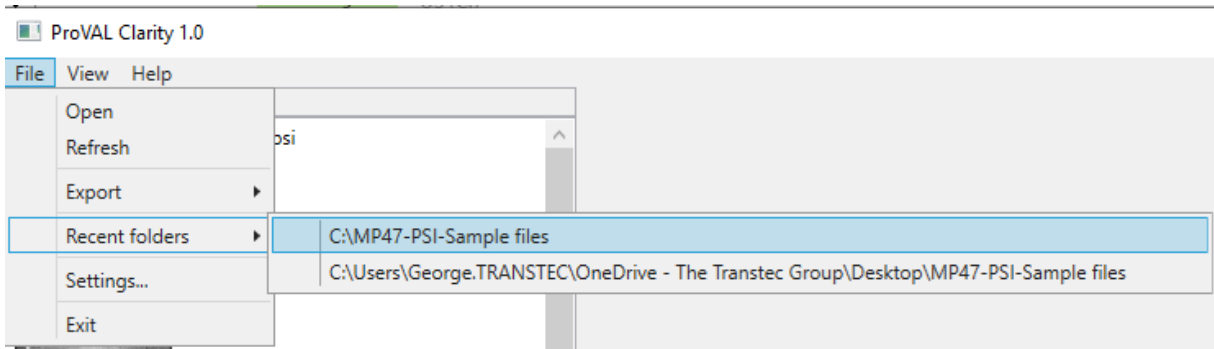 ProVAL Clarity 1.0
File View Help
Open
Refresh
Export
Recent folders
Settings...
Exit
C:\MP47-PSI-Sample files
C:\Users\George.TRANSTEC\OneDrive - The Transtec Group\Desktop\MP47-PSI-Sample files